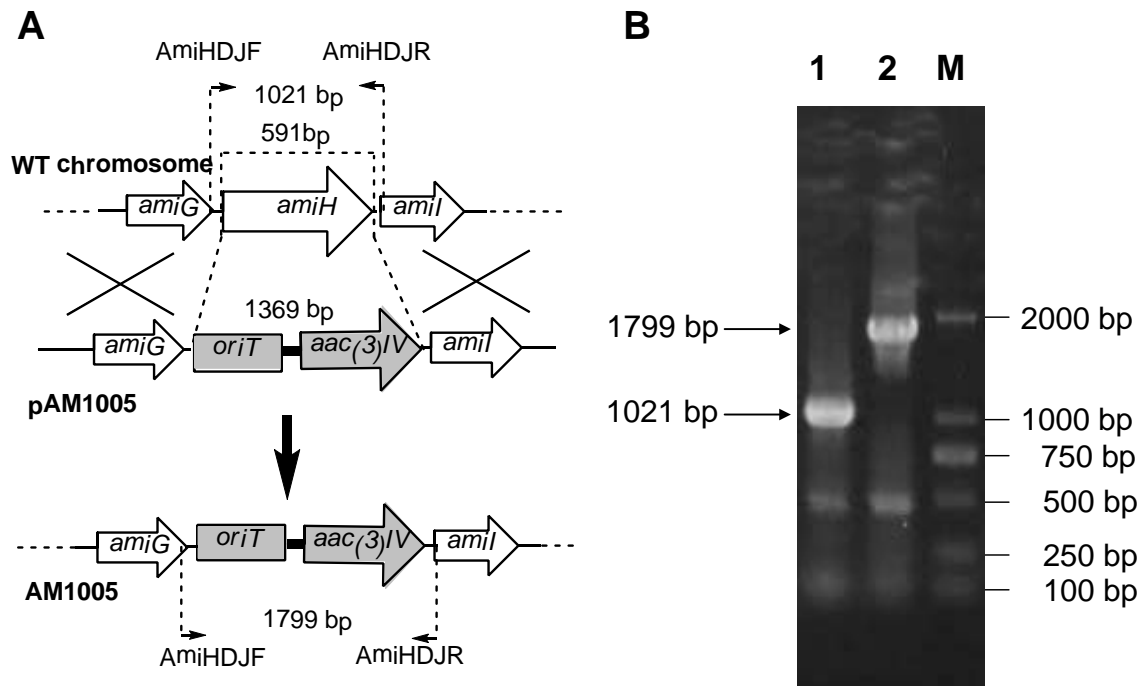 A
AmiHDJF
AmiHDJR
1021 bp
591bp
WT chromosome
amiG
amiH
amiI
1369 bp
amiG
oriT
aac(3)IV
amiI
pAM1005
amiG
oriT
aac(3)IV
amiI
AM1005
1799 bp
AmiHDJF
AmiHDJR
B
1 2 M
1799 bp
1021 bp
2000 bp
1000 bp
750 bp
500 bp
250 bp
100 bp